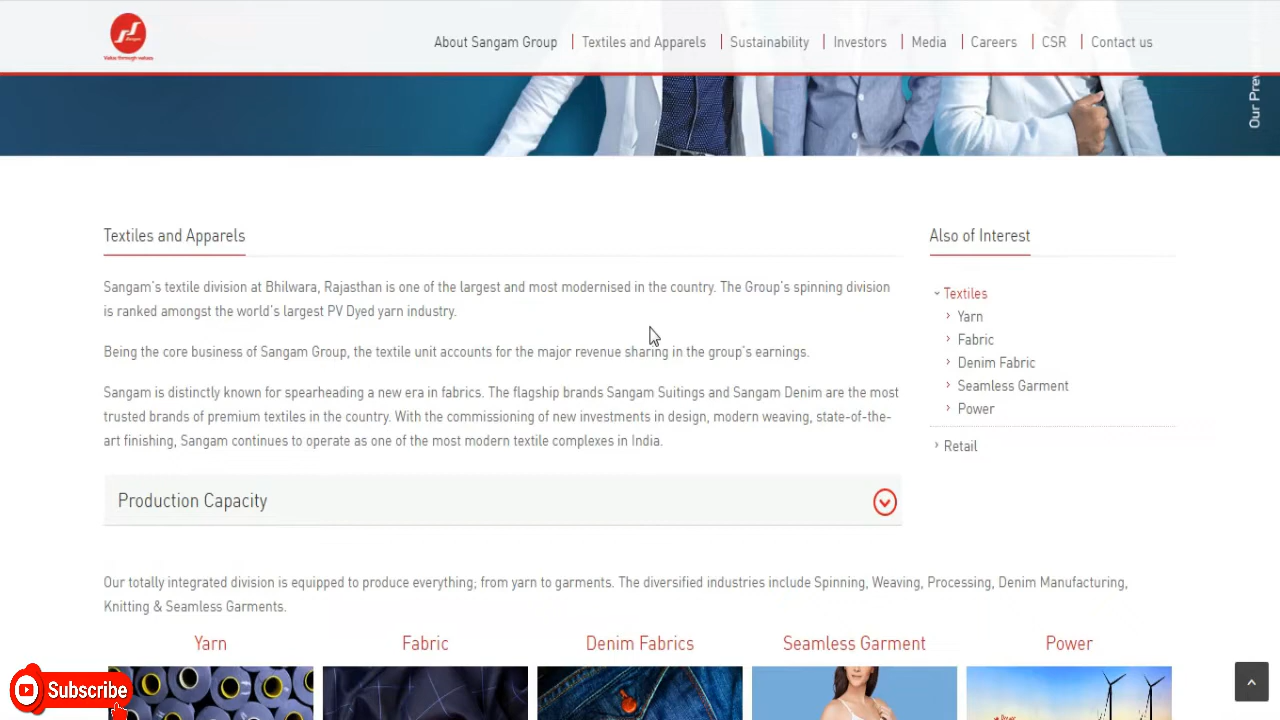 Sangam
Value through values
About Sangam Group
Textiles and Apparels
Sustainability
Investors
Media
Careers
CSR
Contact us
Our Prev
Textiles and Apparels
Sangam's textile division at Bhilwara, Rajasthan is one of the largest and most modernised in the country. The Group's spinning division
is ranked amongst the world's largest PV Dyed yarn industry.
Being the core business of Sangam Group, the textile unit accounts for the major revenue sharing in the group's earnings.
Sangam is distinctly known for spearheading a new era in fabrics. The flagship brands Sangam Suitings and Sangam Denim are the most
trusted brands of premium textiles in the country. With the commissioning of new investments in design, modern weaving, state-of-the-
art finishing, Sangam continues to operate as one of the most modern textile complexes in India.
Production Capacity
Also of Interest
Textiles
Yarn
Fabric
Denim Fabric
Seamless Garment
Power
Retail
Our totally integrated division is equipped to produce everything; from yarn to garments. The diversified industries include Spinning, Weaving, Processing, Denim Manufacturing,
Knitting & Seamless Garments.
Yarn
Fabric
Denim Fabrics
Seamless Garment
Power
Subscribe